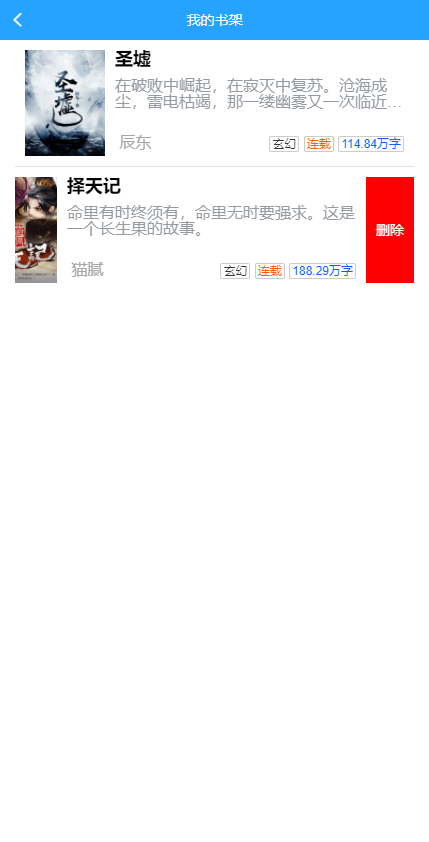 我的书架
圣墟
圣墟
在破败中崛起，在寂灭中复苏。沧海成
尘，雷电枯竭，那一缕幽雾又一次临近…
辰东
玄幻
连载
114.84万字
择天记
命里有时终须有，命里无时要强求。这是
一个长生果的故事。
猫腻
玄幻
连载
188.29万字
删除